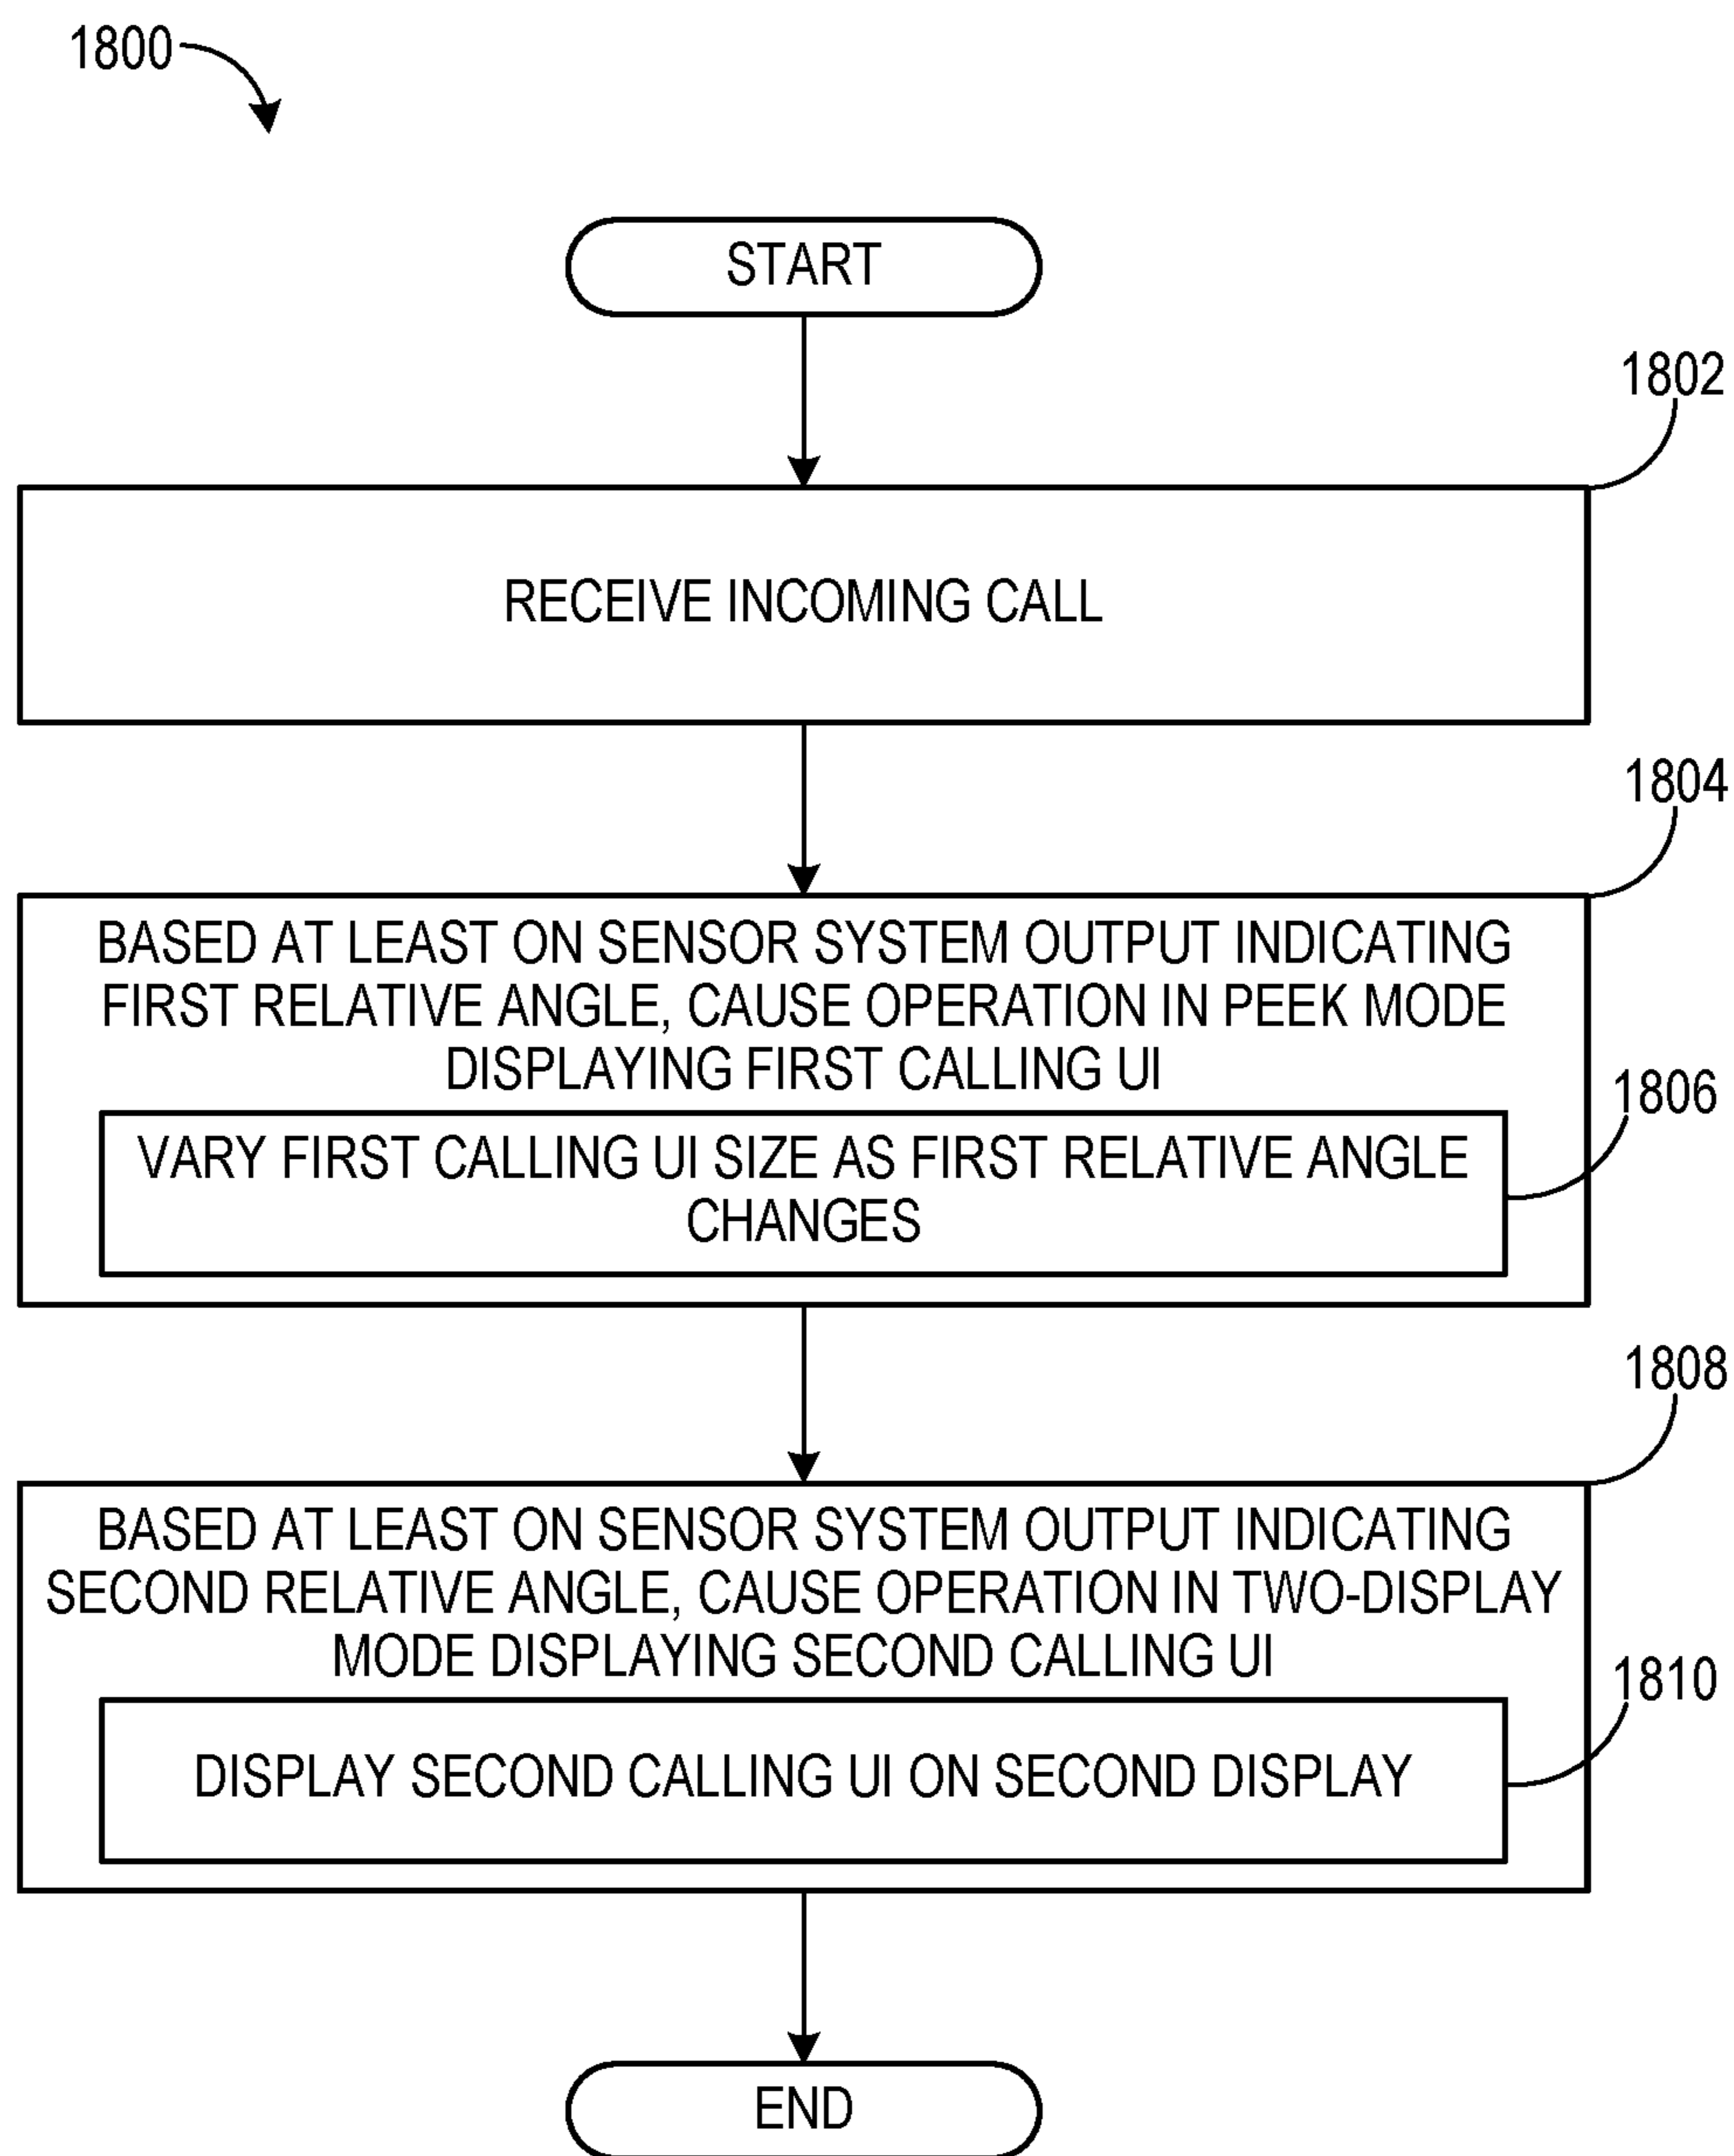 1800
START
1802
RECEIVE INCOMING CALL
1804
BASED AT LEAST ON SENSOR SYSTEM OUTPUT INDICATING
FIRST RELATIVE ANGLE, CAUSE OPERATION IN PEEK MODE
DISPLAYING FIRST CALLING UI
1806
VARY FIRST CALLING UI SIZE AS FIRST RELATIVE ANGLE
CHANGES
1808
BASED AT LEAST ON SENSOR SYSTEM OUTPUT INDICATING
SECOND RELATIVE ANGLE, CAUSE OPERATION IN TWO-DISPLAY
MODE DISPLAYING SECOND CALLING UI
1810
DISPLAY SECOND CALLING UI ON SECOND DISPLAY
END